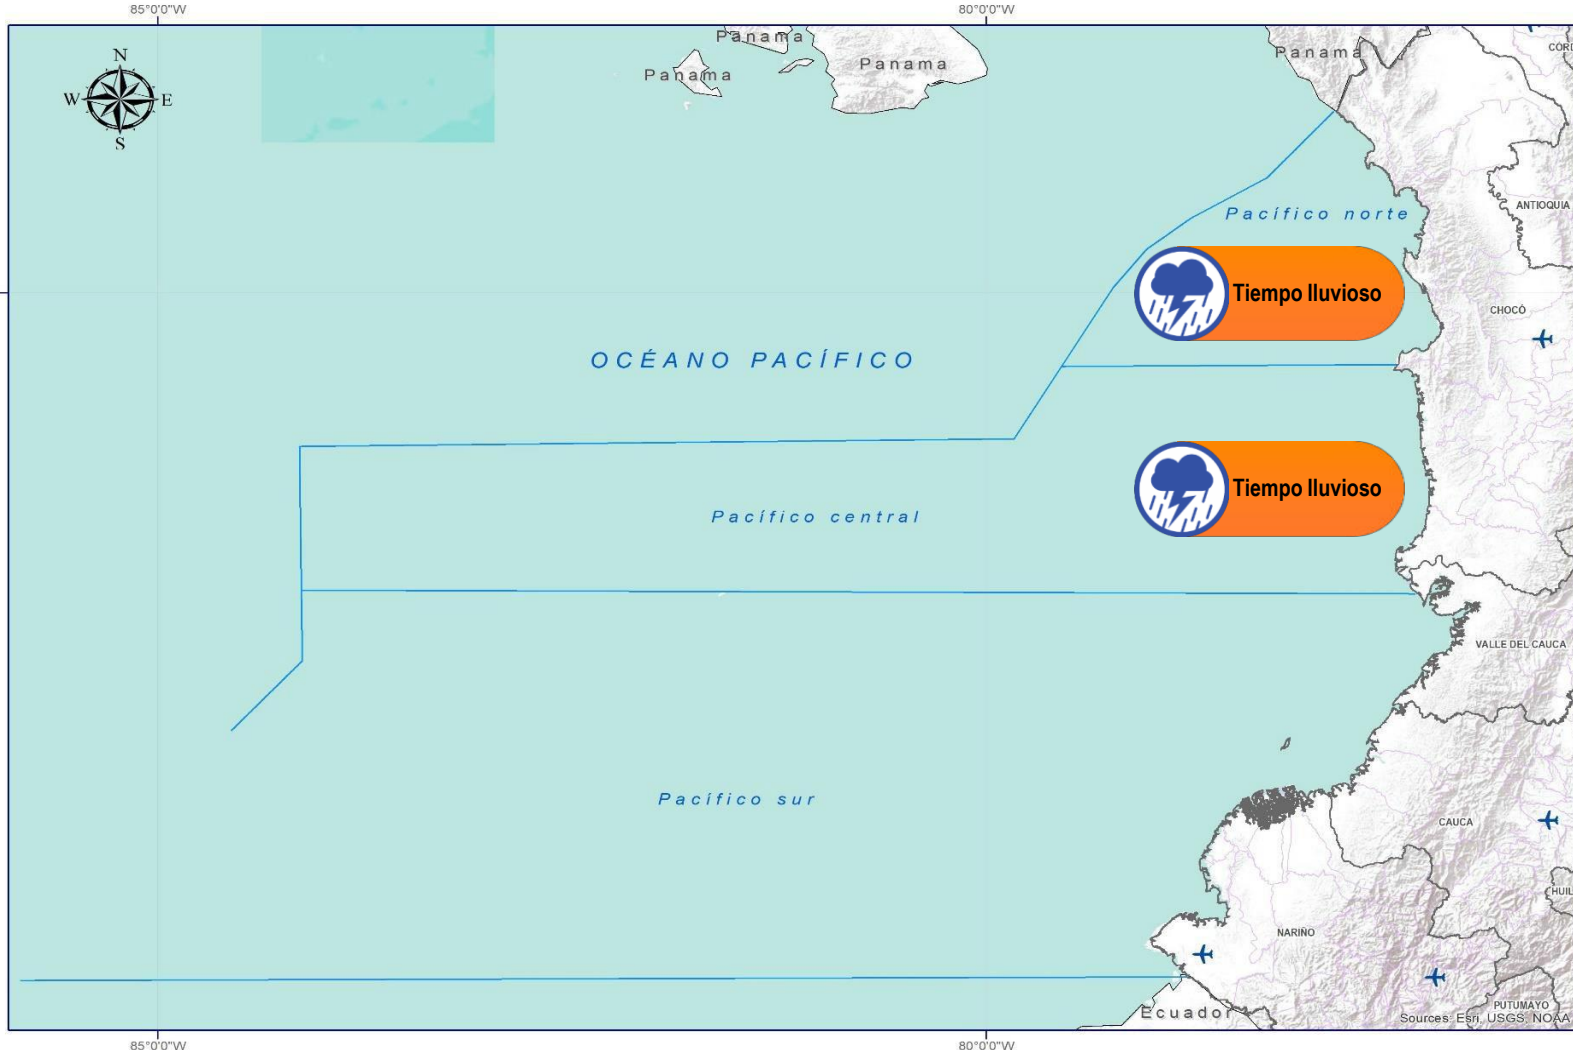 85°0'0"W
80°0'0"W
N
W
E
S
Panama
Panama
Panama
Panama
CÓRD
ANTIOQUIA
Pacífico norte
Tiempo lluvioso
CHOCÓ
OCÉANO PACÍFICO
Tiempo lluvioso
Pacífico central
VALLE DEL CAUCA
Pacífico sur
CAUCA
HUIL
NARIÑO
PUTUMAYO
Ecuador
Sources: Esri, USGS, NOAA
85°0'0"W
80°0'0"W